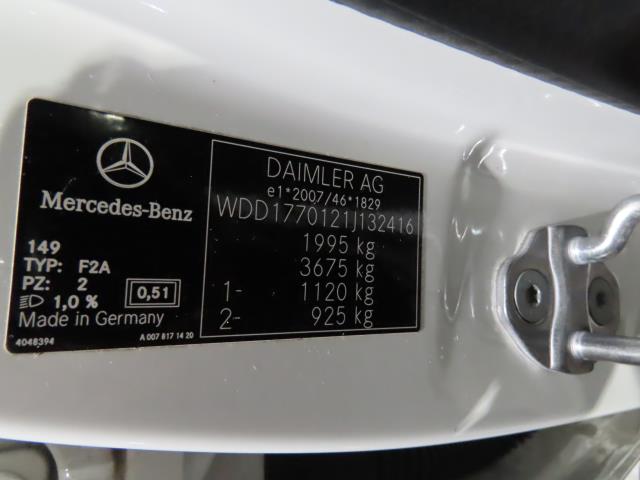 Mercedes-Benz
149
TYP: F2A
PZ: 2
1,0 %
0,51
Made in Germany
4048394
A 007 817 14 20
DAIMLER AG
e1*2007/46*1829
WDD1770121J132416
1995 kg
3675 kg
1- 1120 kg
2- 925 kg